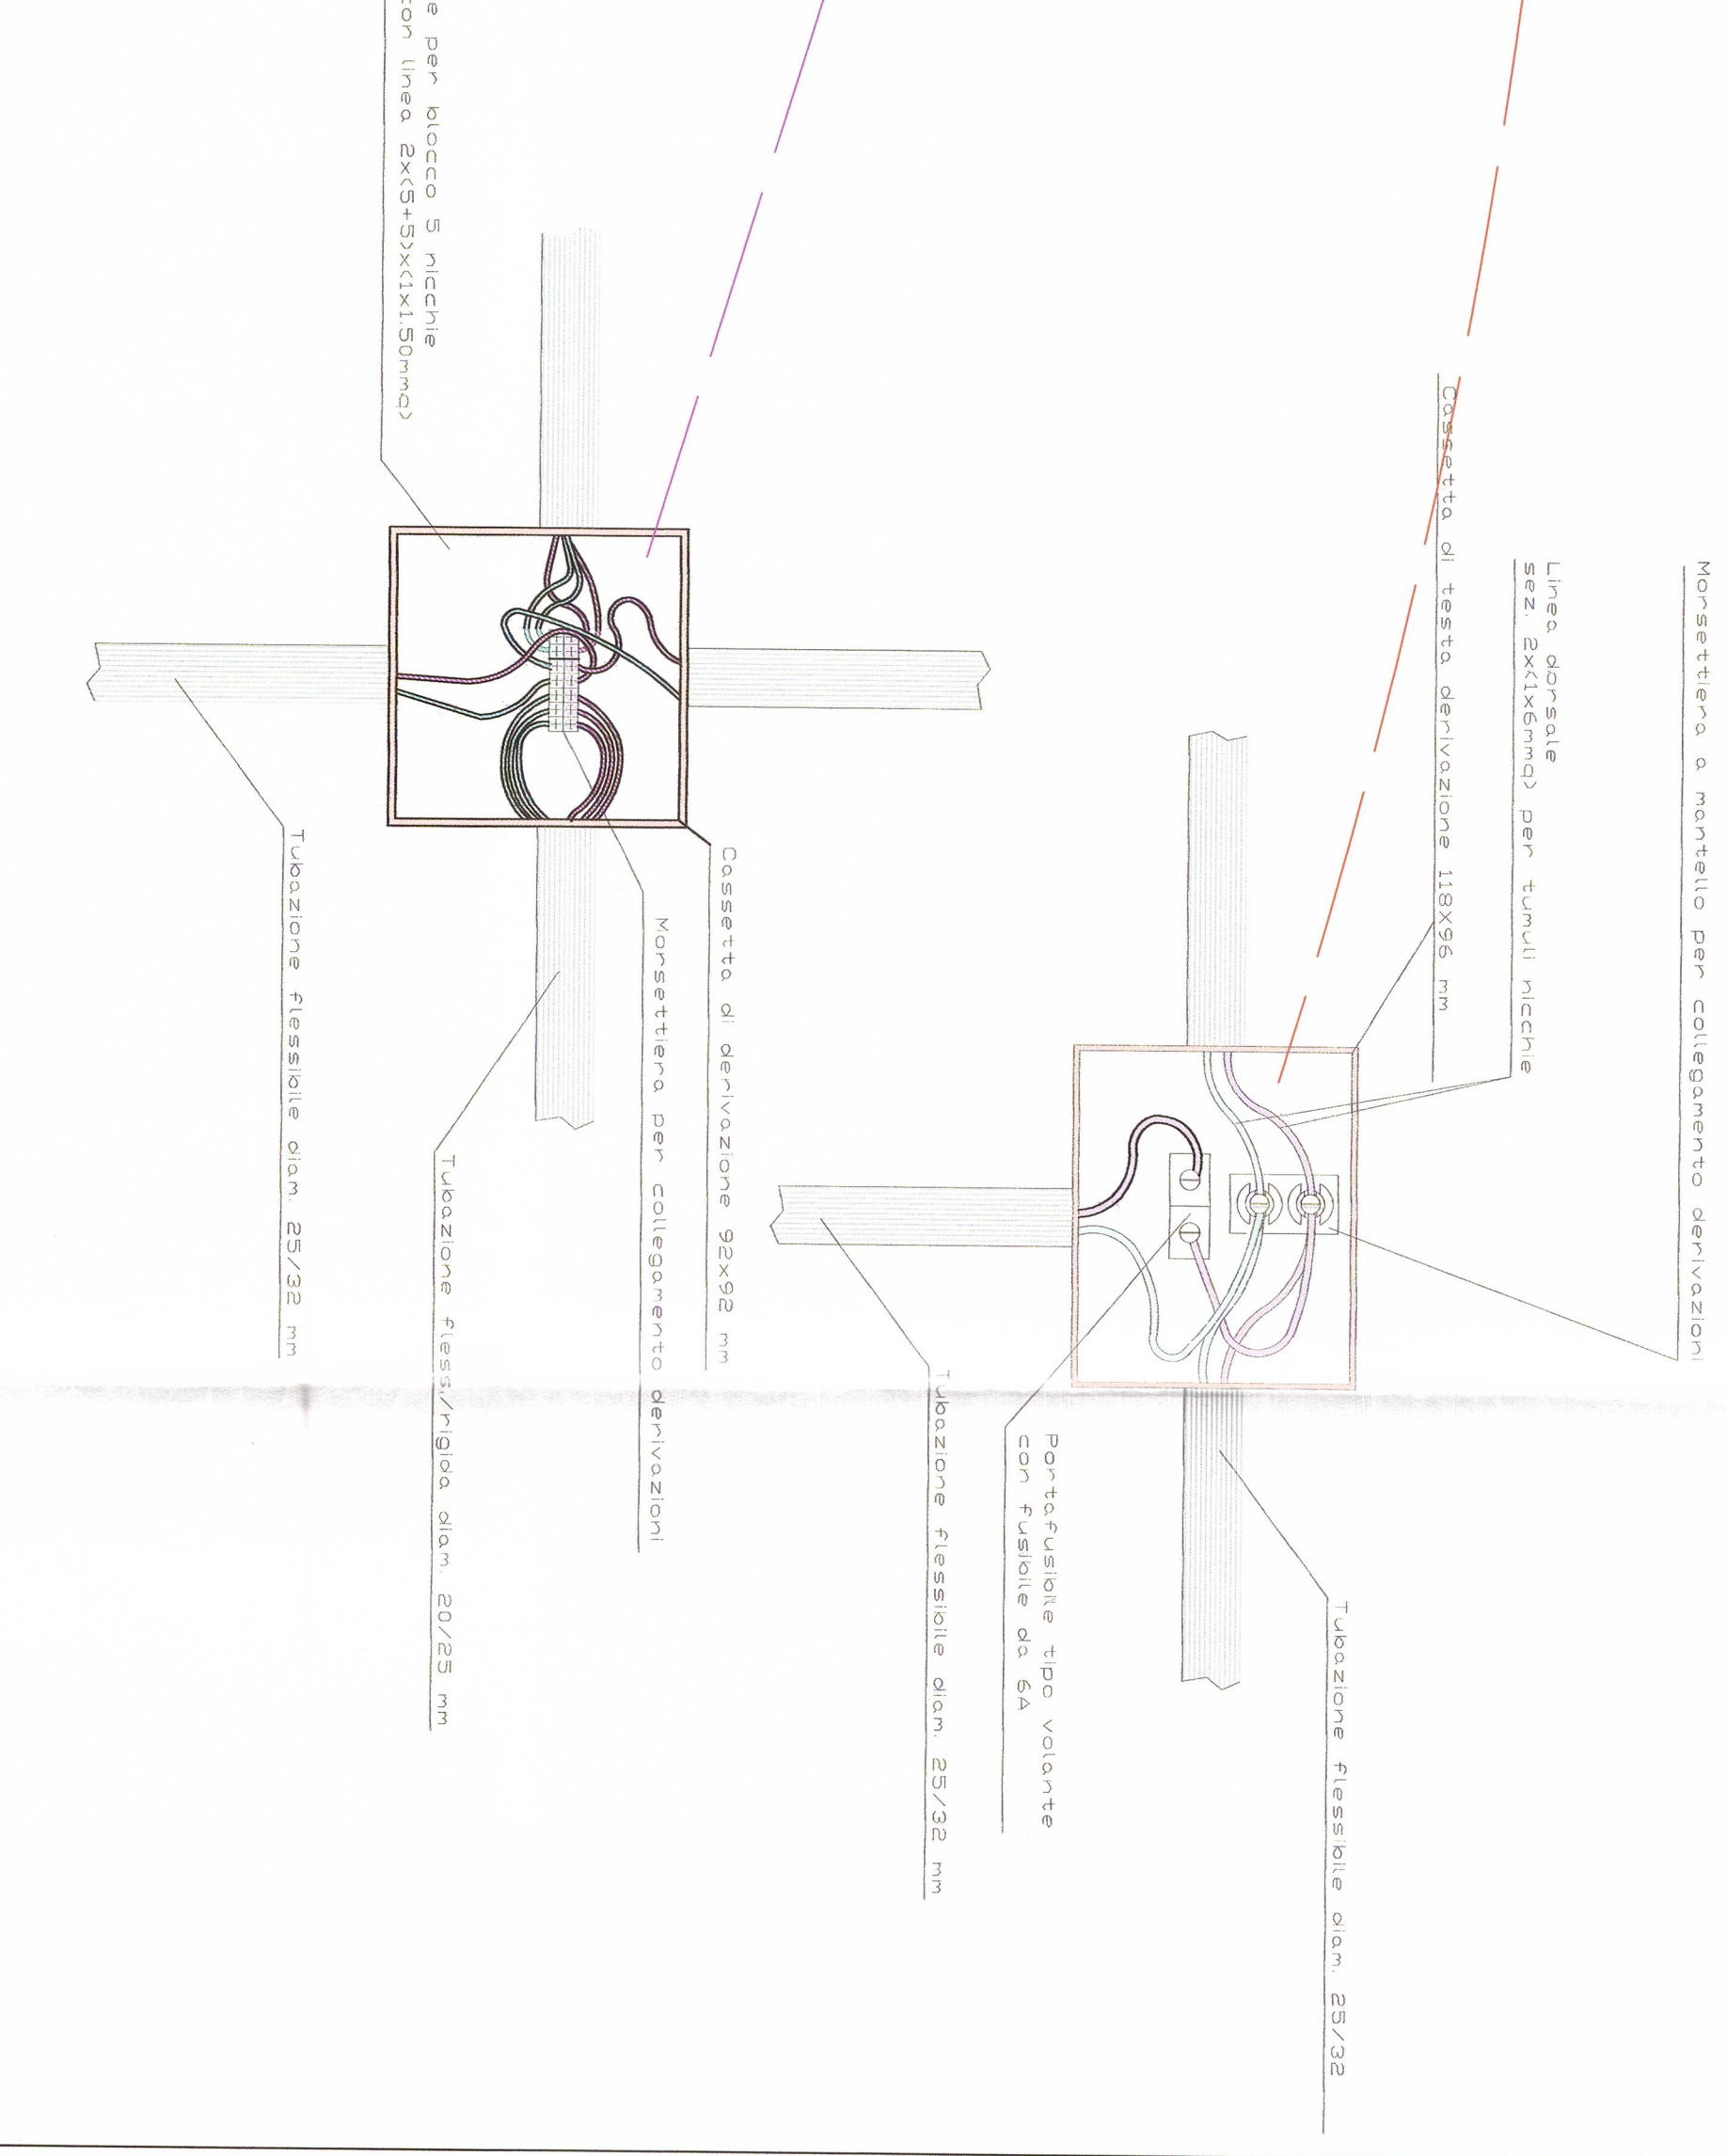 Morsettiera a mantello per collegamento derivazioni
Linea dorsale
sez. 2x(1x6mmq) per tumuli nicchie
Cassetta di testa derivazione 118X96 mm
Tubazione flessibile diam. 25/32
Portafusibile tipo volante
con fusibile da 6A
Tubazione flessibile diam. 25/32 mm
Cassetta di derivazione 92x92 mm
Morsettiera per collegamento derivazioni
e per blocco 5 nicchie
con linea 2x(5+5)x(1x1.50mmq)
Tubazione fless./rigida diam. 20/25 mm
Tubazione flessibile diam. 25/32 mm